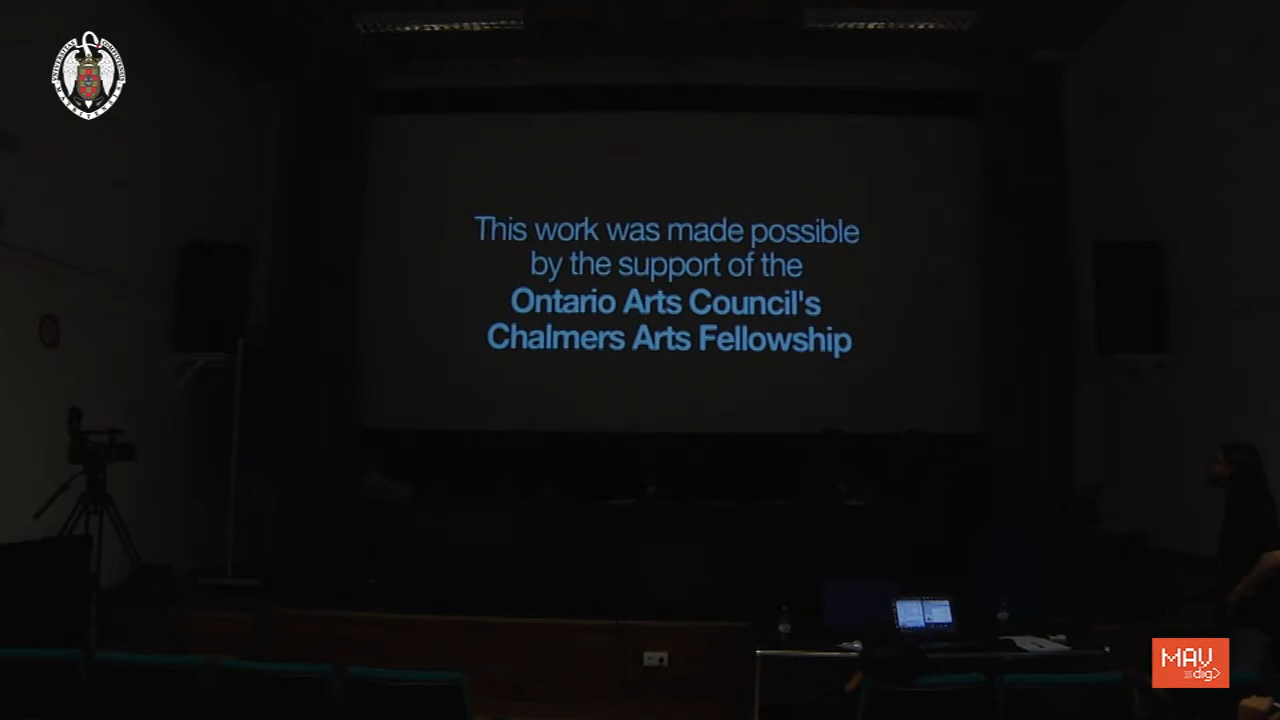 This work was made possible
by the support of the
Ontario Arts Council's
Chalmers Arts Fellowship
MAV
dig>